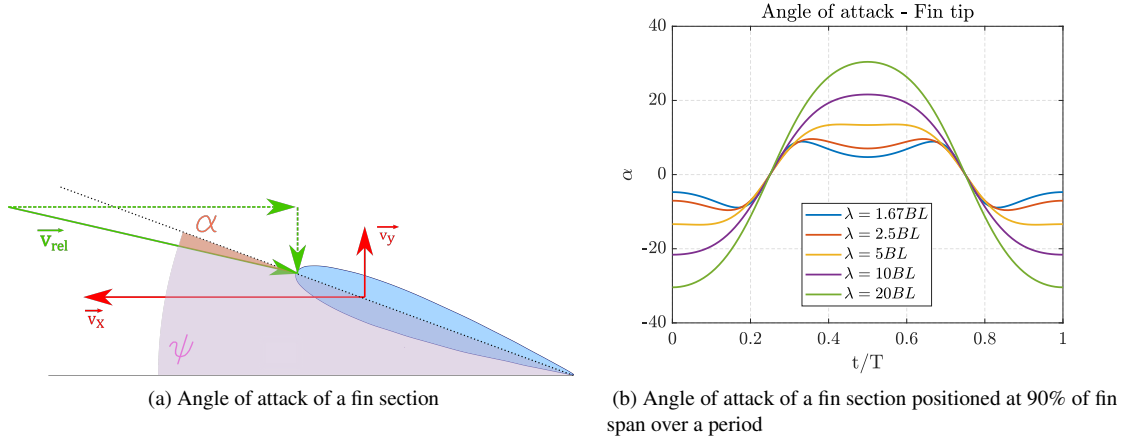 α
v_rel
v_y
v_x
ψ
(a) Angle of attack of a fin section
Angle of attack - Fin tip
40
20
0
-20
-40
α
λ = 1.67BL
λ = 2.5BL
λ = 5BL
λ = 10BL
λ = 20BL
0
0.2
0.4
0.6
0.8
1
t/T
(b) Angle of attack of a fin section positioned at 90% of fin
span over a period